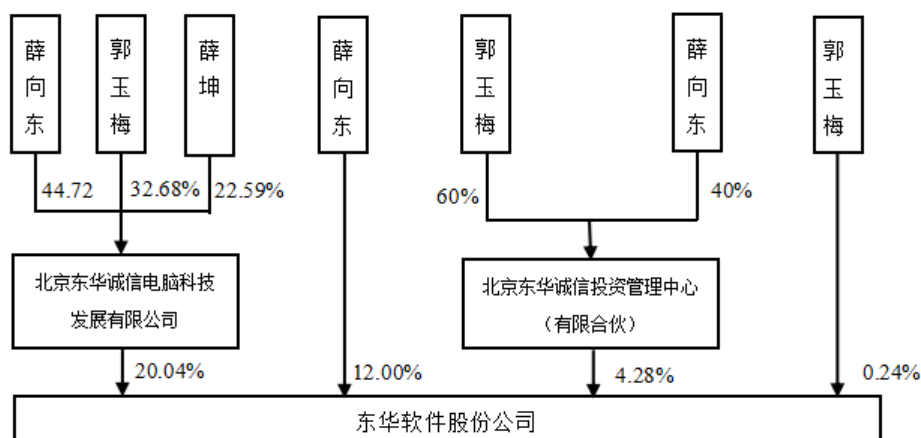 薛向东
郭玉梅
薛坤
薛向东
郭玉梅
薛向东
郭玉梅
44.72
32.68%
22.59%
60%
40%
北京东华诚信电脑科技
发展有限公司
北京东华诚信投资管理中心
（有限合伙）
20.04%
12.00%
4.28%
0.24%
东华软件股份公司